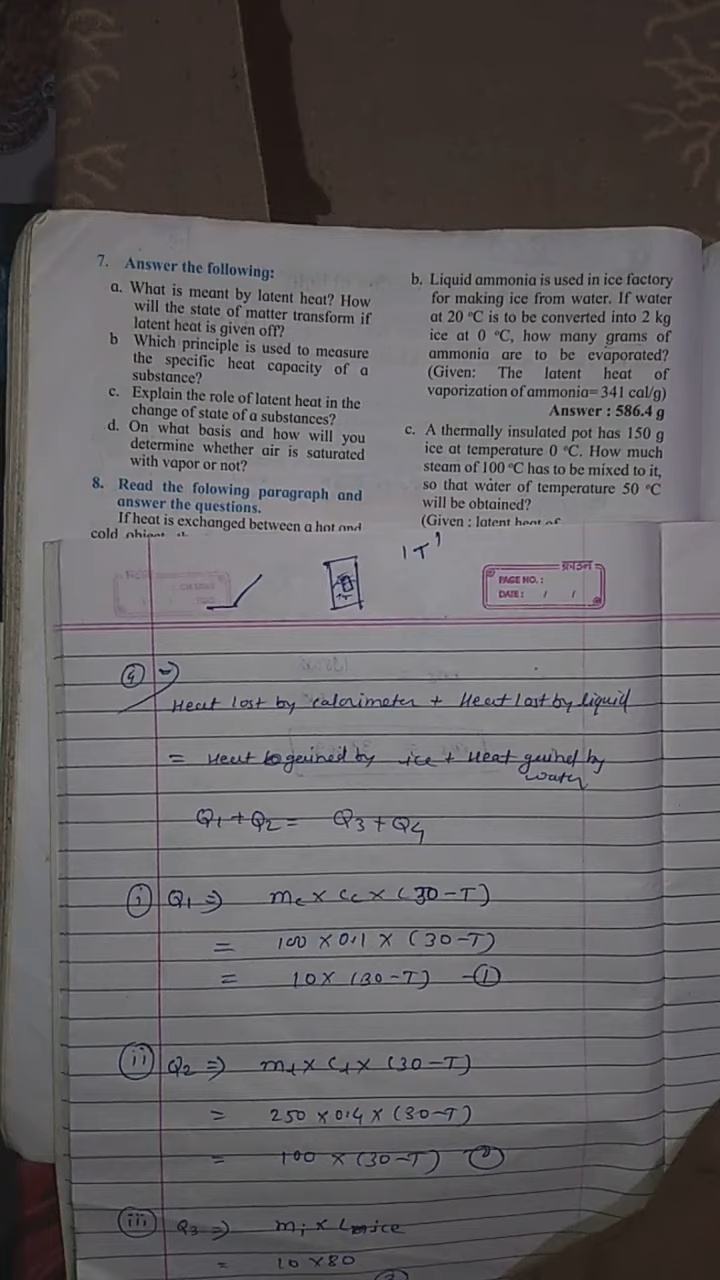 7. Answer the following:
a. What is meant by latent heat? How
will the state of matter transform if
latent heat is given off?
b Which principle is used to measure
the specific heat capacity of a
substance?
c. Explain the role of latent heat in the
change of state of a substances?
d. On what basis and how will you
determine whether air is saturated
with vapor or not?
8. Read the folowing paragraph and
answer the questions.
If heat is exchanged between a hot and
cold object
b. Liquid ammonia is used in ice factory
for making ice from water. If water
at 20 °C is to be converted into 2 kg
ice at 0 °C, how many grams of
ammonia are to be evaporated?
(Given: The latent heat of
vaporization of ammonia= 341 cal/g)
Answer : 586.4 g
c. A thermally insulated pot has 150 g
ice at temperature 0 °C. How much
steam of 100 °C has to be mixed to it,
so that water of temperature 50 °C
will be obtained?
(Given : latent heat of
PAGE NO. :
DATE : / /
Heat lost by calorimeter + Heat lost by liquid
= Heat gained by ice + Heat gained by
water
Q1 + Q2 = Q3 + Q4
(i) Q1 ⇒ mc × Cc × (30-T)
= 100 × 0.1 × (30-T)
= 10 × (30-T) -(1)
(ii) Q2 ⇒ m × C × (30-T)
= 250 × 0.4 × (30-T)
= 100 × (30-T) (2)
(iii) Q3 ⇒ mi × L ice
= 10 × 80